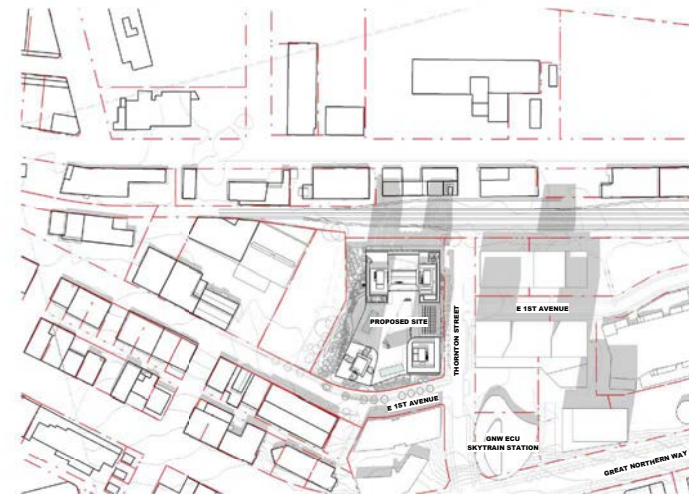 E 1ST AVENUE
PROPOSED SITE
THORNTON STREET
E 1ST AVENUE
GNW ECU
SKYTRAIN STATION
GREAT NORTHERN WAY